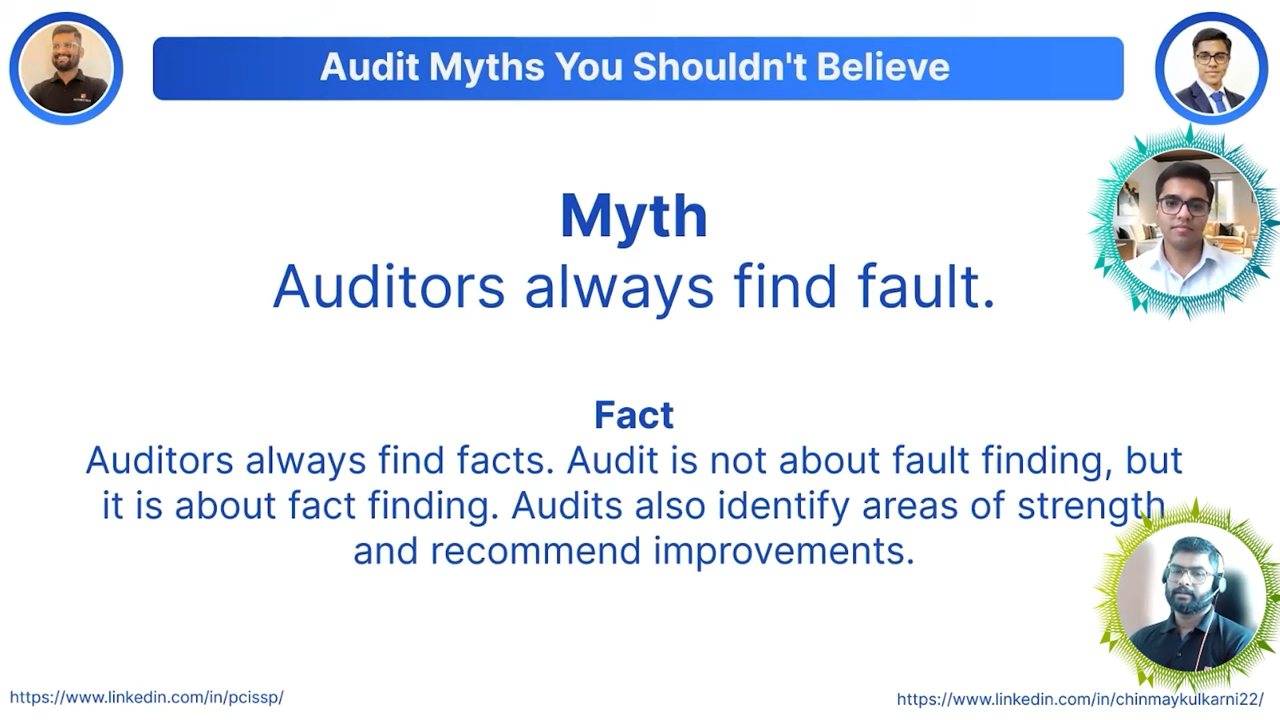 Audit Myths You Shouldn't Believe
Myth
Auditors always find fault.
Fact
Auditors always find facts. Audit is not about fault finding, but
it is about fact finding. Audits also identify areas of strength
and recommend improvements.
https://www.linkedin.com/in/pcissp/
https://www.linkedin.com/in/chinmaykulkarni22/